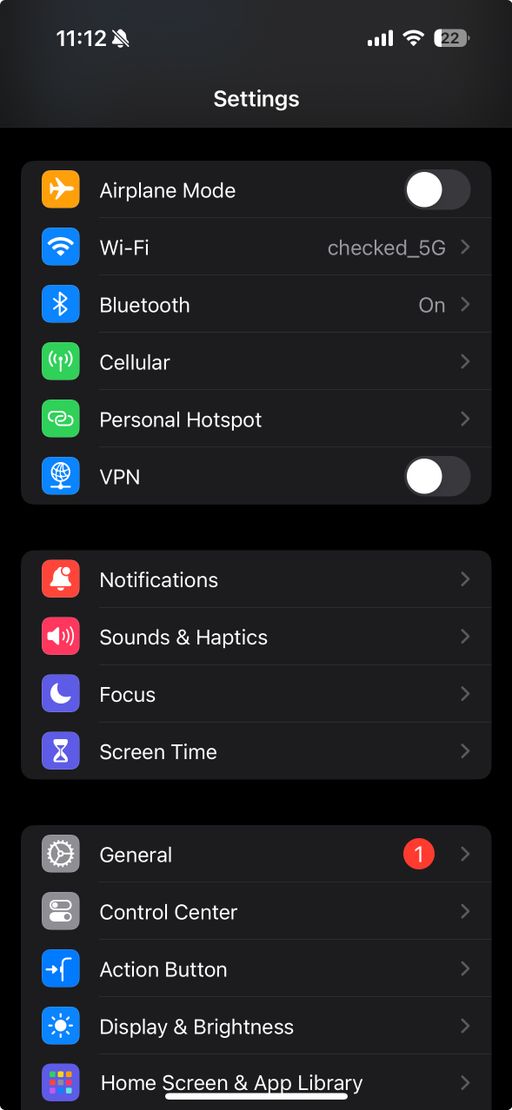 11:12
22
Settings
Airplane Mode
Wi-Fi checked_5G
Bluetooth On
Cellular
Personal Hotspot
VPN
Notifications
Sounds & Haptics
Focus
Screen Time
General 1
Control Center
Action Button
Display & Brightness
Home Screen & App Library